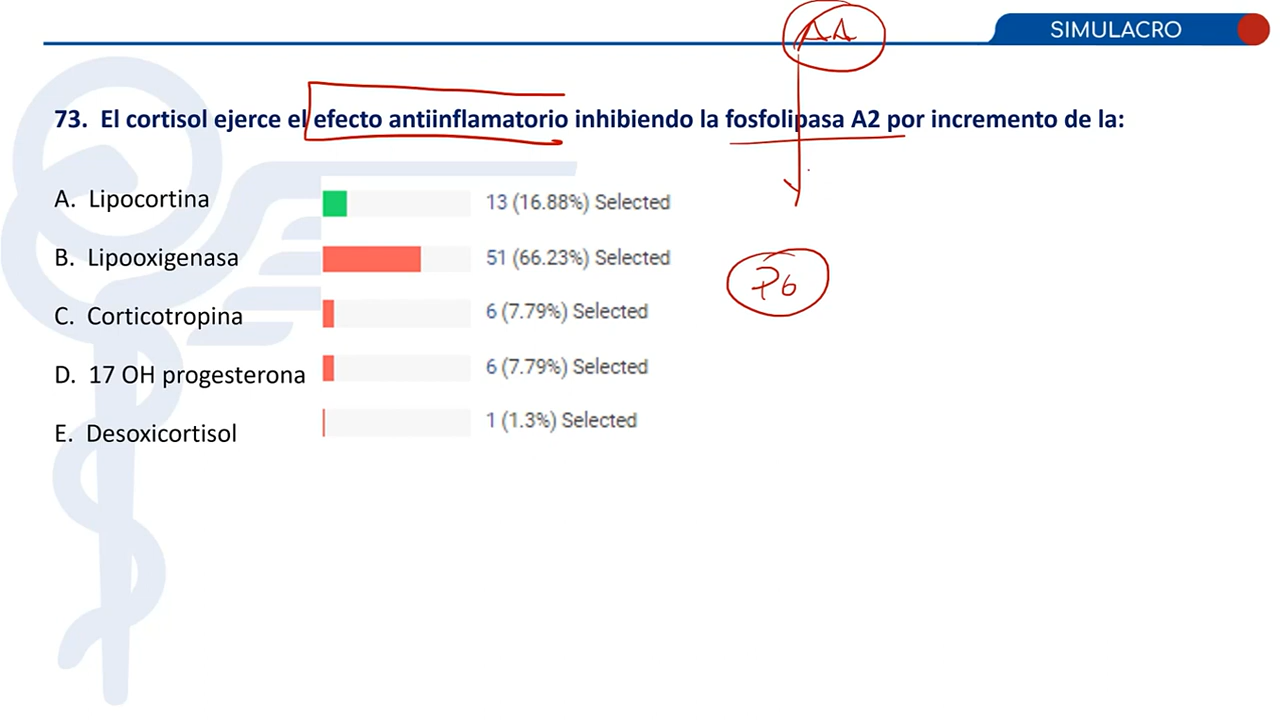 SIMULACRO
AA
73. El cortisol ejerce el efecto antiinflamatorio inhibiendo la fosfolipasa A2 por incremento de la:
A. Lipocortina
13 (16.88%) Selected
B. Lipooxigenasa
51 (66.23%) Selected
C. Corticotropina
6 (7.79%) Selected
D. 17 OH progesterona
6 (7.79%) Selected
E. Desoxicortisol
1 (1.3%) Selected
PG